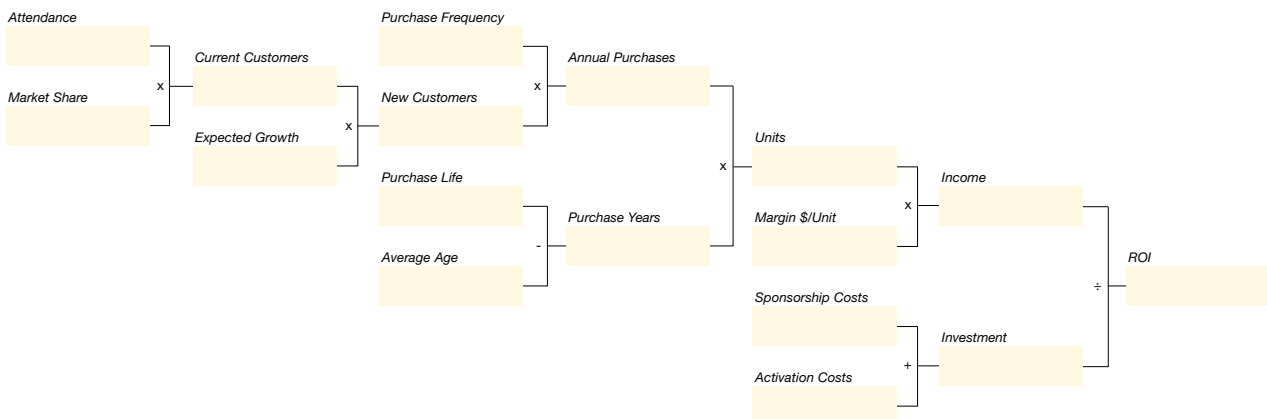 Attendance
Market Share
x
Current Customers
Expected Growth
x
Purchase Frequency
New Customers
x
Purchase Life
Average Age
-
Annual Purchases
Purchase Years
x
Units
Margin $/Unit
x
Sponsorship Costs
Activation Costs
+
Income
Investment
÷
ROI